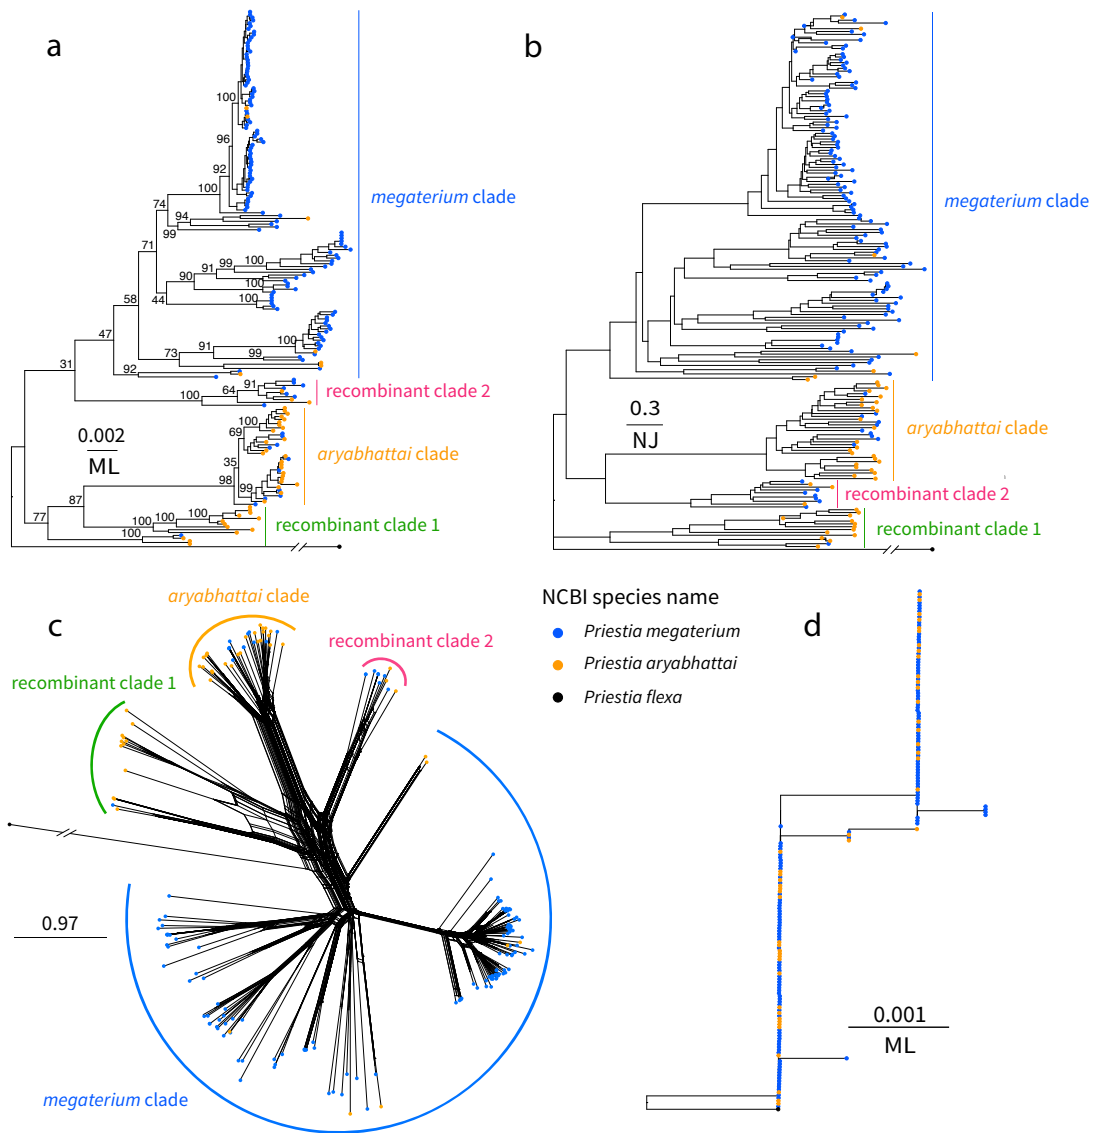 a
100
96
92
100
74
94
99
71
100
99
91
90
100
100
44
58
47
100
91
73
99
92
31
91
64
100
megaterium clade
recombinant clade 2
0.002
ML
100
69
35
98
99
aryabhattai clade
87
77
100
100
100
100
recombinant clade 1
b
megaterium clade
0.3
NJ
aryabhattai clade
recombinant clade 2
recombinant clade 1
c
aryabhattai clade
recombinant clade 2
recombinant clade 1
0.97
megaterium clade
NCBI species name
Priestia megaterium
Priestia aryabhattai
Priestia flexa
d
0.001
ML